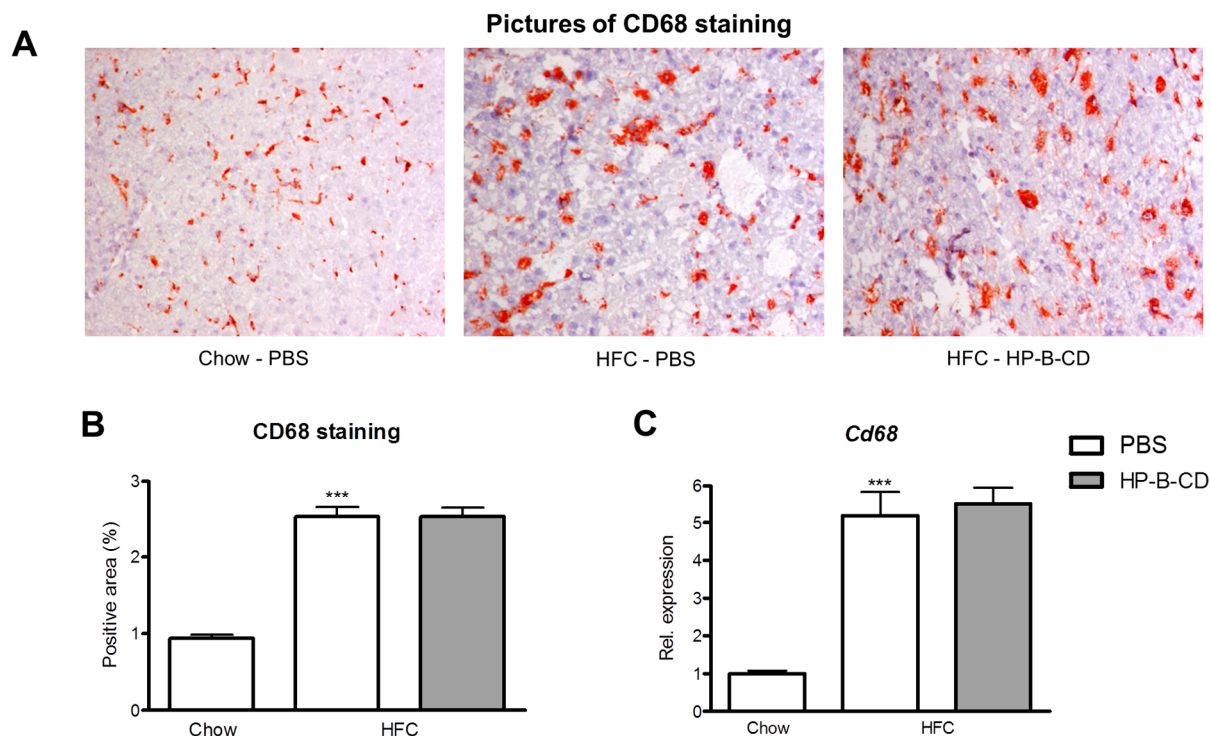 Pictures of CD68 staining
A
Chow - PBS
HFC - PBS
HFC - HP-B-CD
B
CD68 staining
Positive area (%)
3
2
1
0
***
Chow
HFC
C
Cd68
Rel. expression
6
5
4
3
2
1
0
***
Chow
HFC
PBS
HP-B-CD